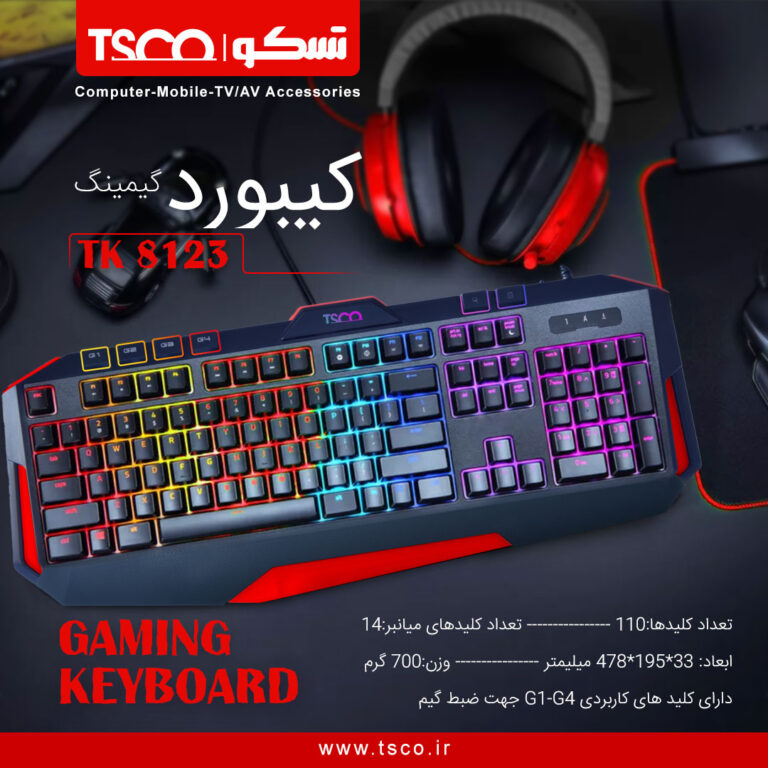 TSCO | تسکو
Computer-Mobile-TV/AV Accessories
کیبورد گیمینگ
TK 8123
TSCO
G1 G2 G3 G4
GAMING
KEYBOARD
تعداد کلیدها:110 ---------------- تعداد کلیدهای میانبر:14
ابعاد: 33*195*478 میلیمتر ---------------- وزن:700 گرم
دارای کلید های کاربردی G1-G4 جهت ضبط گیم
www.tsco.ir